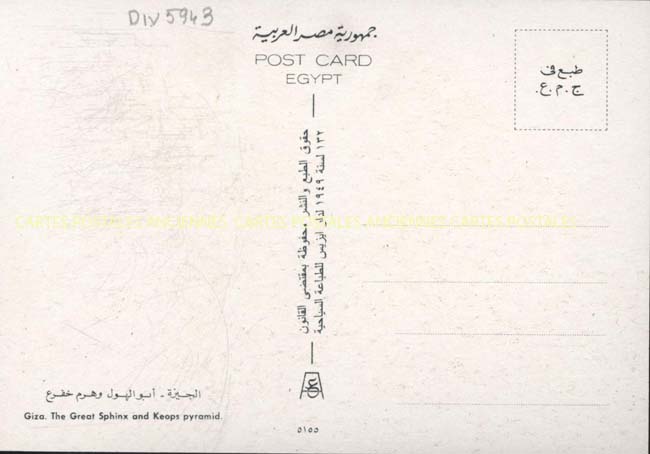 Div 5943
جمهورية مصر العربية
POST CARD
EGYPT
طبع فى
ج.م.ع.
حقوق الطبع والنشر محفوظة بمقتضى القانون
١٣٢ لسنة ١٩٤٩ لدار ايزيس للطباعة السياحية
CARTES POSTALES ANCIENNES CARTES POSTALES ANCIENNES CARTES POSTALES
الجيزة - أبو الهول وهرم خفرع
Giza. The Great Sphinx and Keops pyramid.
٥١٥٥